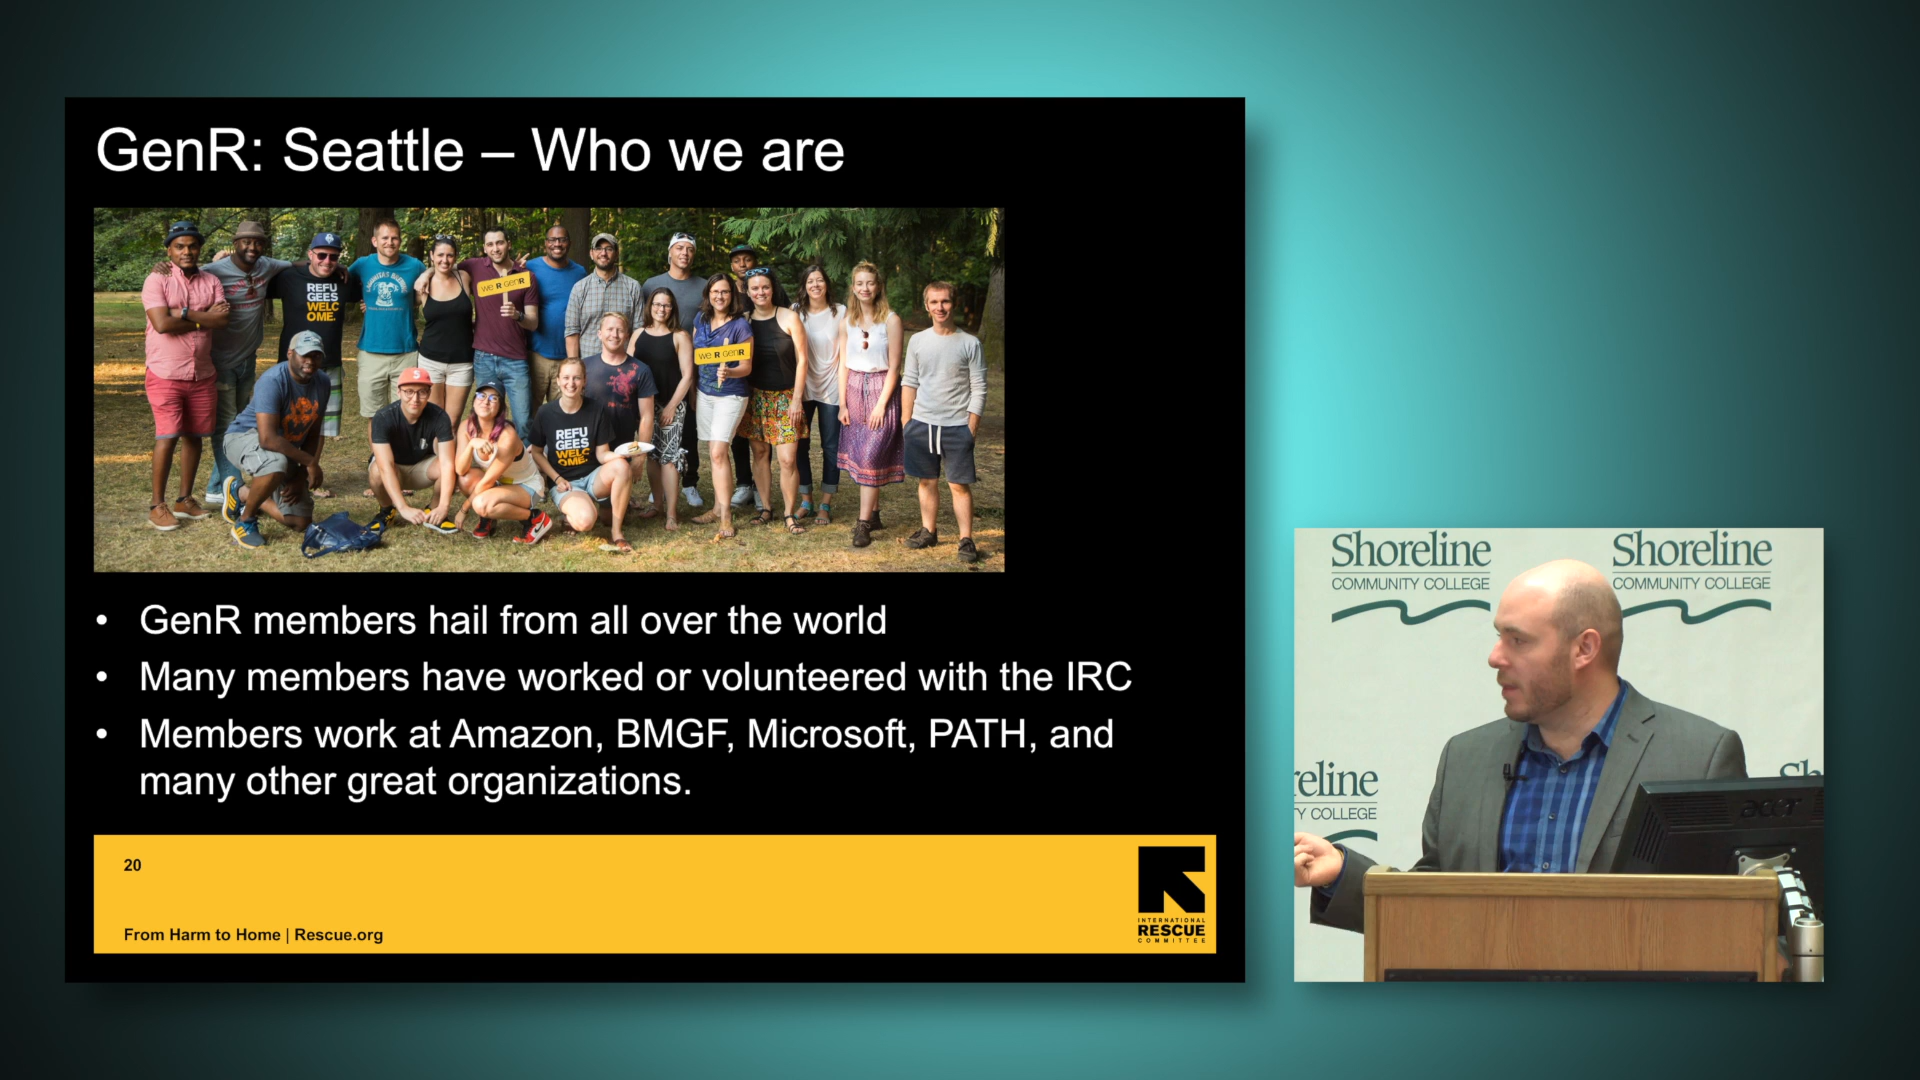 GenR: Seattle – Who we are
we R GenR
we R GenR
REFU
GEES
WELC
OME.
REFU
GEES
WELC
OME.
• GenR members hail from all over the world
• Many members have worked or volunteered with the IRC
• Members work at Amazon, BMGF, Microsoft, PATH, and
many other great organizations.
20
From Harm to Home | Rescue.org
INTERNATIONAL
RESCUE
COMMITTEE
Shoreline
COMMUNITY COLLEGE
Shoreline
COMMUNITY COLLEGE
reline
Y COLLEGE
Sh
acer